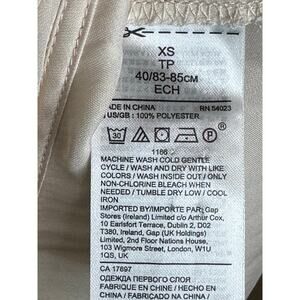 XS
TP
40/83-85CM
ECH
MADE IN CHINA RN 54023
US/GB : 100% POLYESTER
30
1166
MACHINE WASH COLD GENTLE
CYCLE / WASH AND DRY WITH LIKE
COLORS / WASH INSIDE OUT / ONLY
NON-CHLORINE BLEACH WHEN
NEEDED / TUMBLE DRY LOW / COOL
IRON
IMPORTED BY/IMPORTE PAR: Gap
Stores (Ireland) Limited c/o Arthur Cox,
10 Earlsfort Terrace, Dublin 2, D02
T380, Ireland, Gap (UK Holdings)
Limited, 2nd Floor Nations House,
103 Wigmore Street, London, W1U
1QS, UK
CA 17897
ОДЕЖДА ПЕРВОГО СЛОЯ
FABRIQUÉ EN CHINE / HECHO EN
CHINA / FABRICADO NA CHINA /